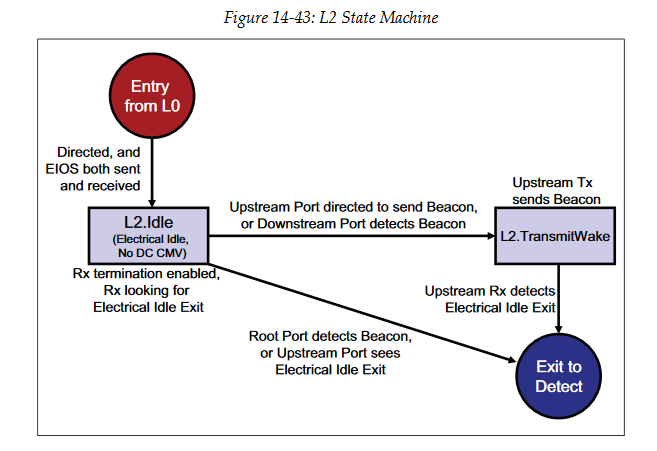 Figure 14-43: L2 State Machine
Entry
from L0
Directed, and
EIOS both sent
and received
L2.Idle
(Electrical Idle,
No DC CMV)
Rx termination enabled,
Rx looking for
Electrical Idle Exit
Upstream Port directed to send Beacon,
or Downstream Port detects Beacon
Upstream Tx
sends Beacon
L2.TransmitWake
Upstream Rx detects
Electrical Idle Exit
Root Port detects Beacon,
or Upstream Port sees
Electrical Idle Exit
Exit to
Detect